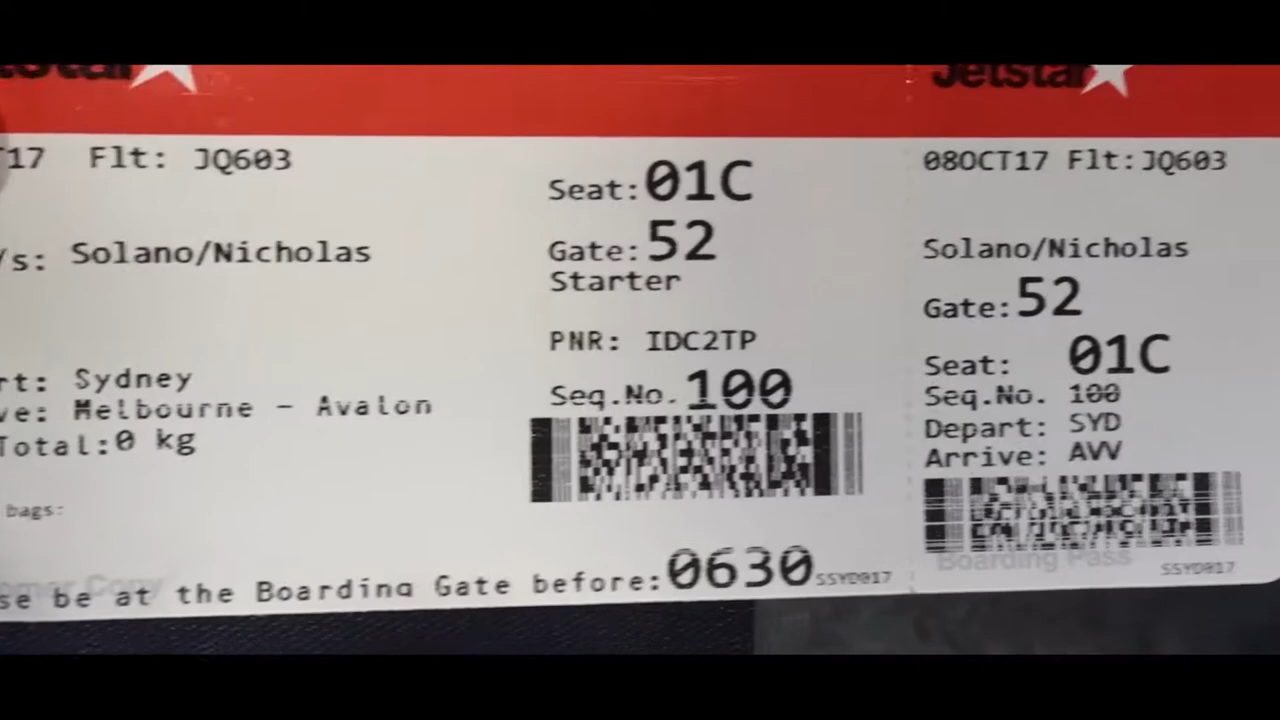 Jetstar
T17 Flt: JQ603
/s: Solano/Nicholas
rt: Sydney
ve: Melbourne - Avalon
Total:0 kg
bags:
se be at the Boarding Gate before:0630
SSYD017
Seat:01C
Gate:52
Starter
PNR: IDC2TP
Seq.No.100
Jetstar
08OCT17 Flt:JQ603
Solano/Nicholas
Gate:52
Seat: 01C
Seq.No. 100
Depart: SYD
Arrive: AVV
Boarding Pass
SSYD017